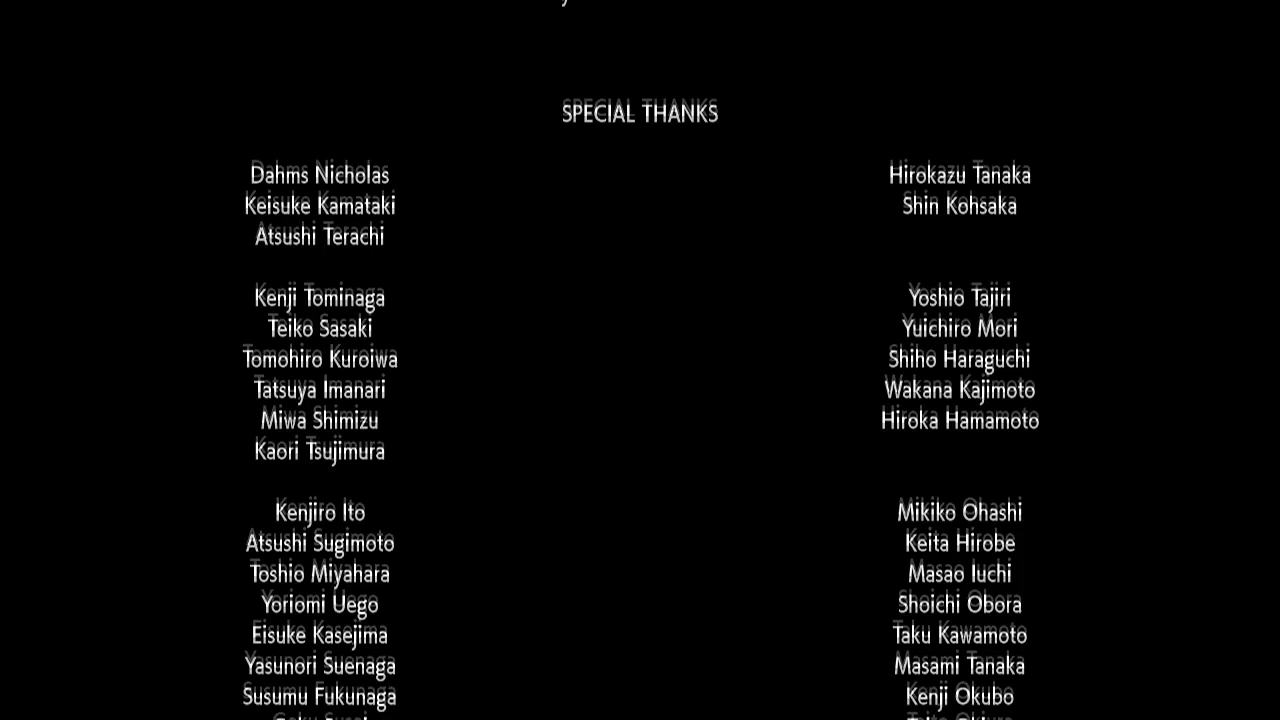 SPECIAL THANKS
Dahms Nicholas
Keisuke Kamataki
Atsushi Terachi
Hirokazu Tanaka
Shin Kohsaka
Kenji Tominaga
Teiko Sasaki
Tomohiro Kuroiwa
Tatsuya Imanari
Miwa Shimizu
Kaori Tsujimura
Yoshio Tajiri
Yuichiro Mori
Shiho Haraguchi
Wakana Kajimoto
Hiroka Hamamoto
Kenjiro Ito
Atsushi Sugimoto
Toshio Miyahara
Yoriomi Uego
Eisuke Kasejima
Yasunori Suenaga
Susumu Fukunaga
Mikiko Ohashi
Keita Hirobe
Masao Iuchi
Shoichi Obora
Taku Kawamoto
Masami Tanaka
Kenji Okubo